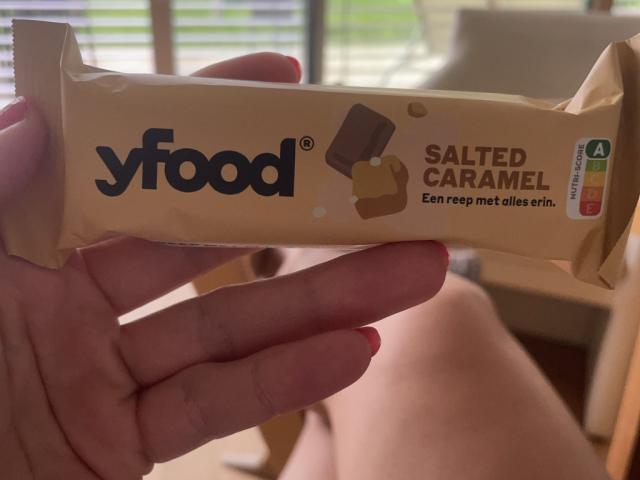 yfood®
SALTED
CARAMEL
Een reep met alles erin.
NUTRI-SCORE
A
E